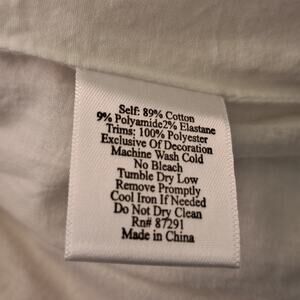 Self: 89% Cotton
9% Polyamide2% Elastane
Trims: 100% Polyester
Exclusive Of Decoration
Machine Wash Cold
No Bleach
Tumble Dry Low
Remove Promptly
Cool Iron If Needed
Do Not Dry Clean
Rn# 87291
Made in China